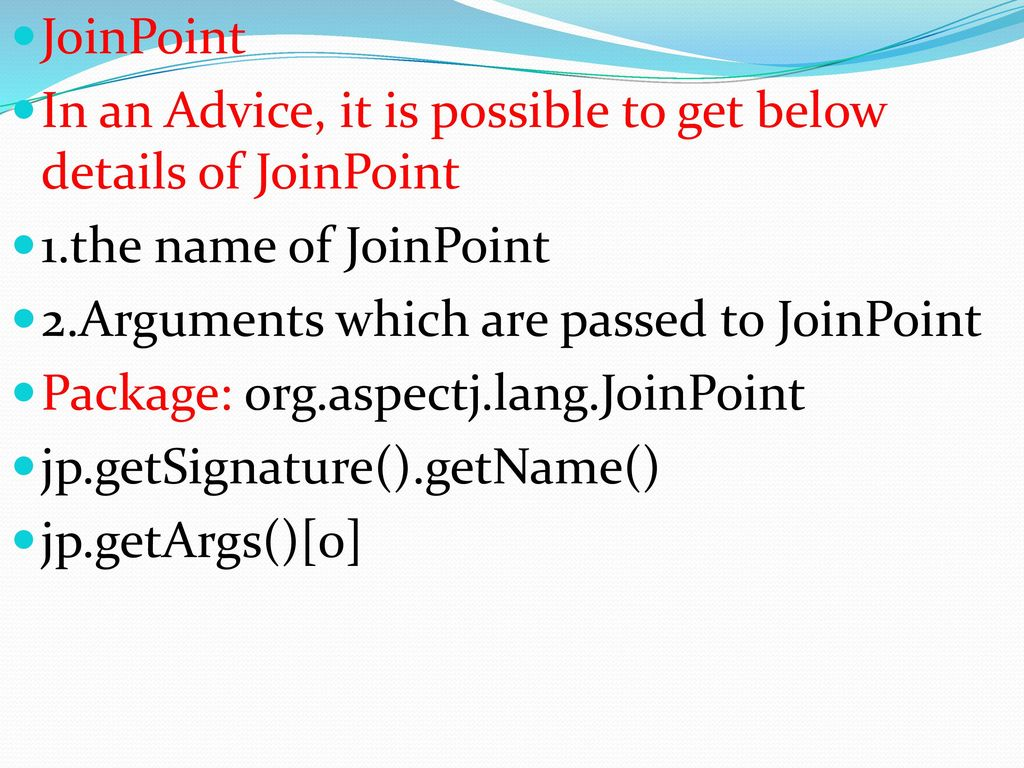 JoinPoint
In an Advice, it is possible to get below
details of JoinPoint
1.the name of JoinPoint
2.Arguments which are passed to JoinPoint
Package: org.aspectj.lang.JoinPoint
jp.getSignature().getName()
jp.getArgs()[0]